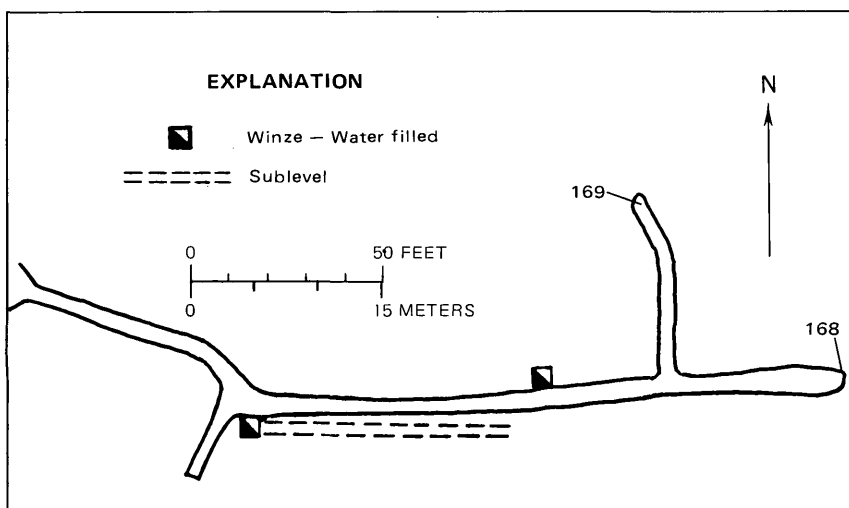 EXPLANATION
N
Winze — Water filled
Sublevel
169
0 50 FEET
0 15 METERS
168